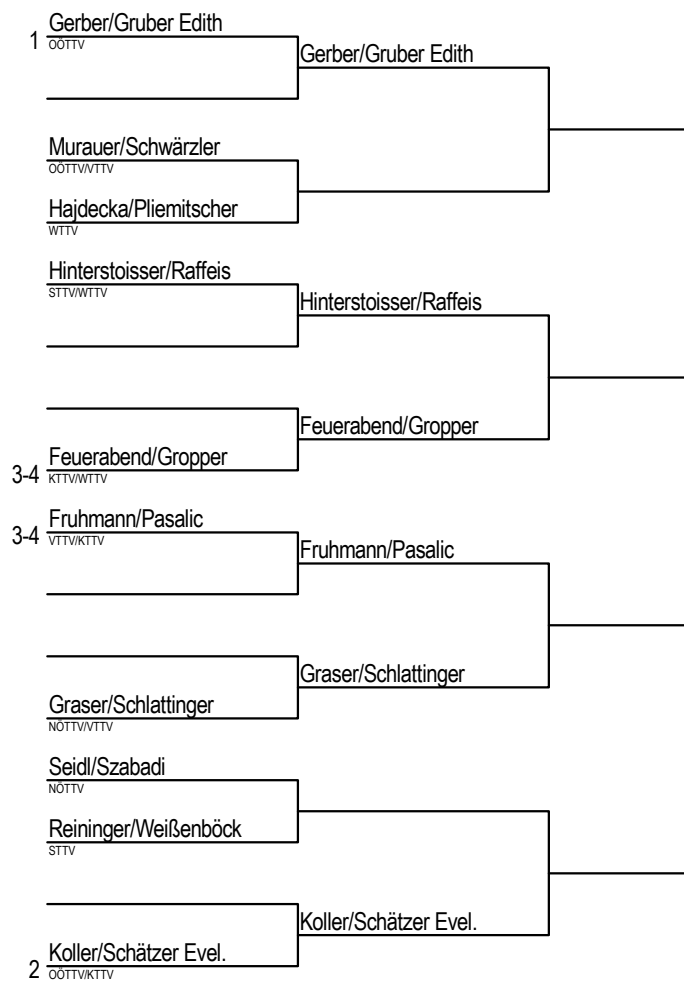 Gerber/Gruber Edith
1
OÖTTV
Gerber/Gruber Edith
Murauer/Schwärzler
OÖTTV/VTTV
Hajdecka/Pliemitscher
WTTV
Hinterstoisser/Raffeis
STTV/WTTV
Hinterstoisser/Raffeis
Feuerabend/Gropper
Feuerabend/Gropper
3-4
KTTV/WTTV
Fruhmann/Pasalic
3-4
VTTV/KTTV
Fruhmann/Pasalic
Graser/Schlattinger
Graser/Schlattinger
NÖTTV/VTTV
Seidl/Szabadi
NÖTTV
Reininger/Weißenböck
STTV
Koller/Schätzer Evel.
Koller/Schätzer Evel.
2
OÖTTV/KTTV